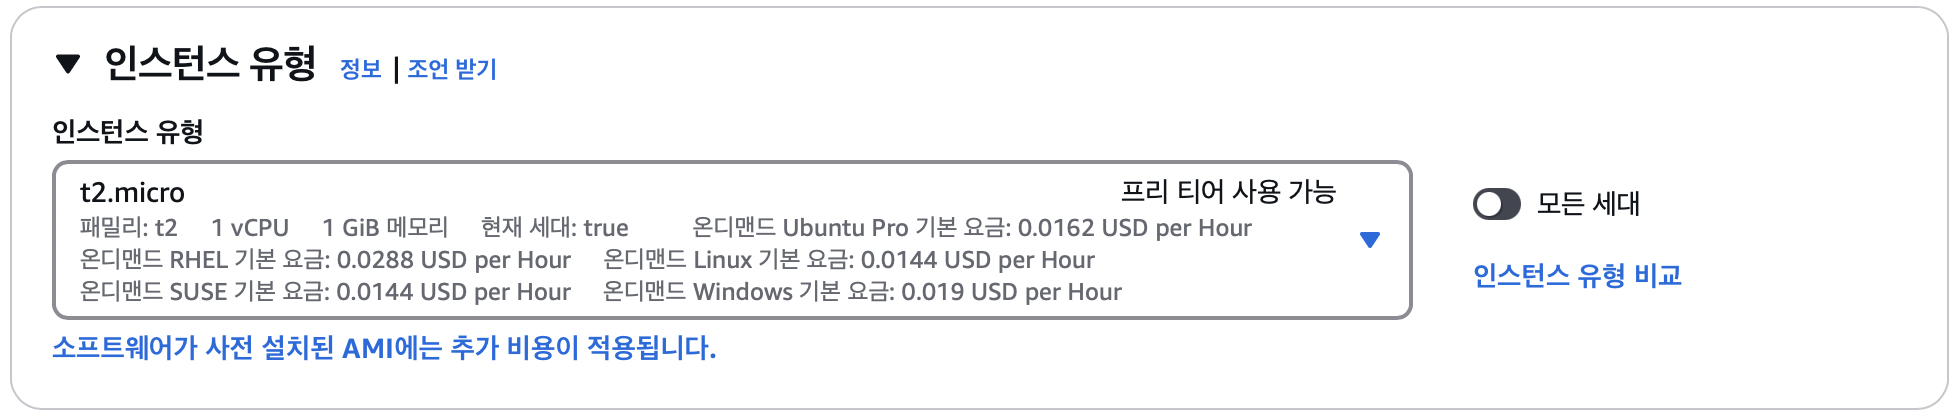 인스턴스 유형 정보 | 조언 받기
인스턴스 유형
t2.micro 프리 티어 사용 가능
패밀리: t2 1 vCPU 1 GiB 메모리 현재 세대: true 온디맨드 Ubuntu Pro 기본 요금: 0.0162 USD per Hour
온디맨드 RHEL 기본 요금: 0.0288 USD per Hour 온디맨드 Linux 기본 요금: 0.0144 USD per Hour
온디맨드 SUSE 기본 요금: 0.0144 USD per Hour 온디맨드 Windows 기본 요금: 0.019 USD per Hour
모든 세대
인스턴스 유형 비교
소프트웨어가 사전 설치된 AMI에는 추가 비용이 적용됩니다.